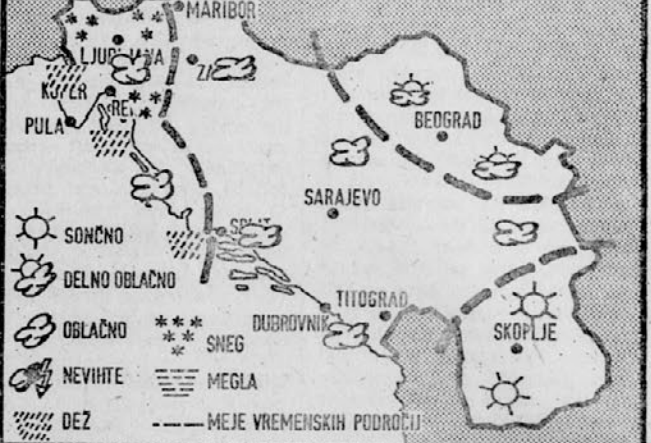 MARIBOR
LJUBLJANA
KOPER
PULA
BEOGRAD
SARAJEVO
SPLIT
SONČNO
DELNO OBLAČNO
TITOGRAD
DUBROVNIK
OBLAČNO
SNEG
SKOPLJE
NEVIHTE
MEGLA
DEŽ
MEJE VREMENSKIH PODROČIJ